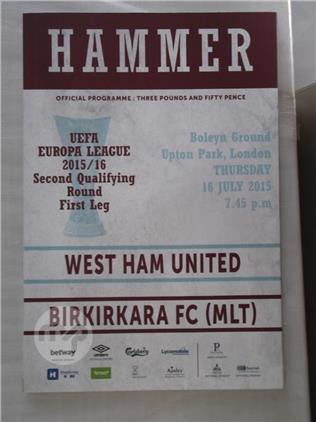 HAMMER
OFFICIAL PROGRAMME : THREE POUNDS AND FIFTY PENCE
UEFA
EUROPA LEAGUE
2015/16
Second Qualifying
Round
First Leg
Boleyn Ground
Upton Park, London
THURSDAY
16 JULY 2015
7.45 p.m
WEST HAM UNITED
BIRKIRKARA FC (MLT)
betway
umbro
Carlsberg
Lycamobile